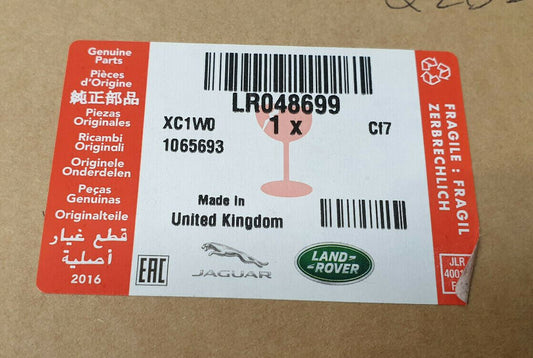 Genuine
Parts
Pièces
d'Origine
純正部品
Piezas
Originales
Ricambi
Originali
Originele
Onderdelen
Peças
Genuinas
Originalteile
قطع غيار
أصلية
2016
LR048699
XC1W0
1 x
Cf7
1065693
Made In
United Kingdom
EAC
JAGUAR
LAND-
-ROVER
FRAGILE : FRAGIL
ZERBRECHLICH
JLR